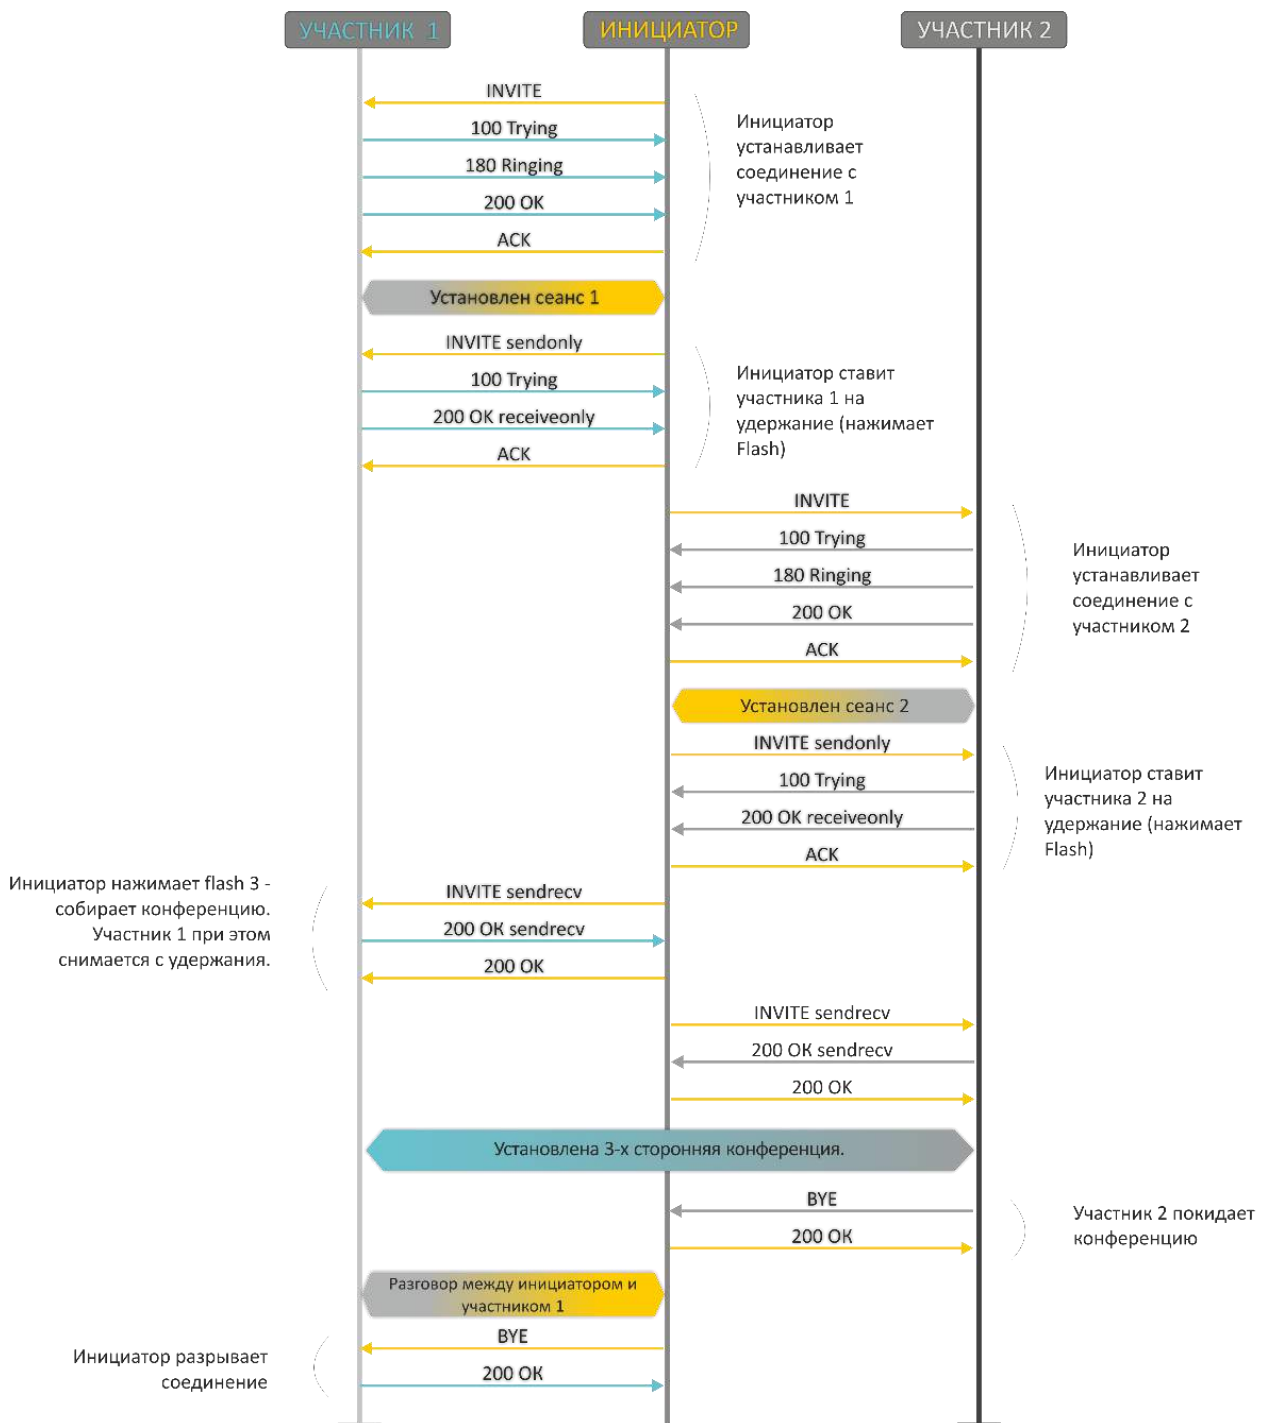 УЧАСТНИК 1
ИНИЦИАТОР
УЧАСТНИК 2
INVITE
100 Trying
180 Ringing
200 OK
ACK
Инициатор
устанавливает
соединение с
участником 1
Установлен сеанс 1
INVITE sendonly
100 Trying
200 OK receiveonly
ACK
Инициатор ставит
участника 1 на
удержание (нажимает
Flash)
INVITE
100 Trying
180 Ringing
200 OK
ACK
Инициатор
устанавливает
соединение с
участником 2
Установлен сеанс 2
INVITE sendonly
100 Trying
200 OK receiveonly
ACK
Инициатор ставит
участника 2 на
удержание (нажимает
Flash)
Инициатор нажимает flash 3 -
собирает конференцию.
Участник 1 при этом
снимается с удержания.
INVITE sendrecv
200 OK sendrecv
200 OK
INVITE sendrecv
200 OK sendrecv
200 OK
Установлена 3-х сторонняя конференция.
BYE
200 OK
Участник 2 покидает
конференцию
Разговор между инициатором и
участником 1
BYE
200 OK
Инициатор разрывает
соединение